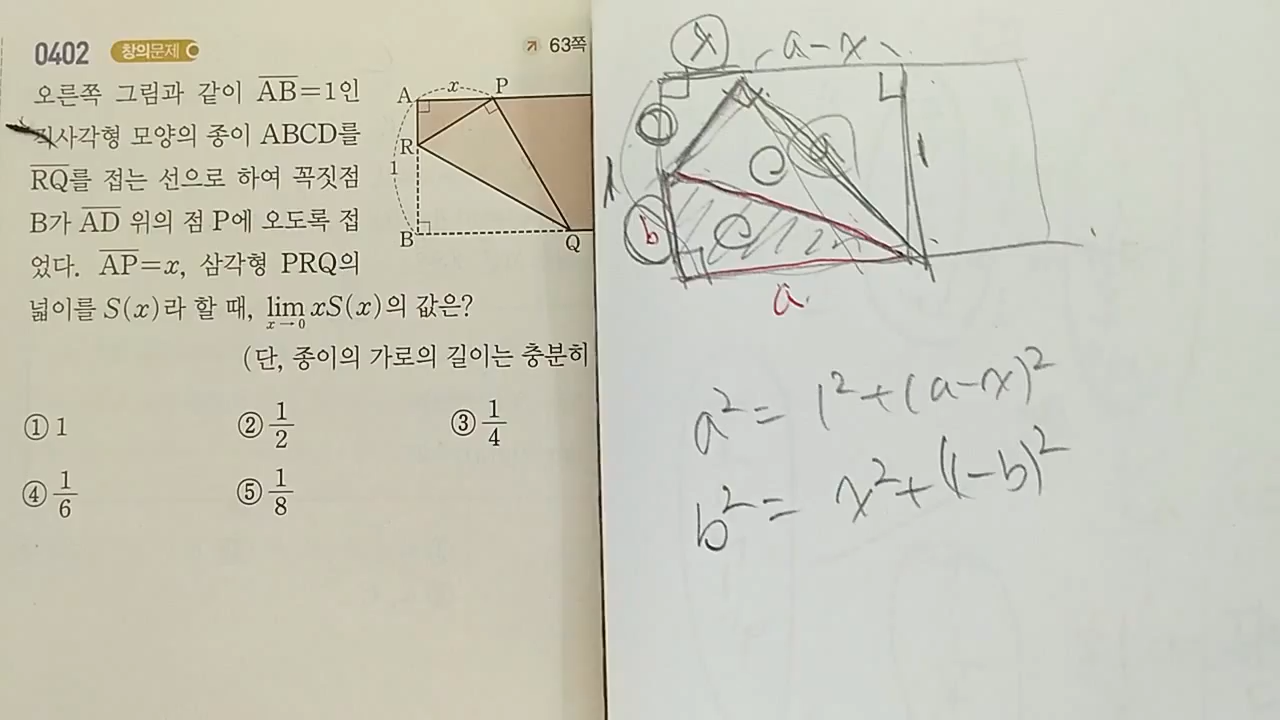 0402 창의문제 63쪽
오른쪽 그림과 같이 AB=1인
직사각형 모양의 종이 ABCD를
RQ를 접는 선으로 하여 꼭짓점
B가 AD 위의 점 P에 오도록 접
었다. AP=x, 삼각형 PRQ의
넓이를 S(x)라 할 때, lim x→0 xS(x)의 값은?
(단, 종이의 가로의 길이는 충분히
① 1 ② 1/2 ③ 1/4
④ 1/6 ⑤ 1/8
A x P
R
1
B Q
x a-x
1 1
b
a
a² = 1² + (a-x)²
b² = x² + (1-b)²